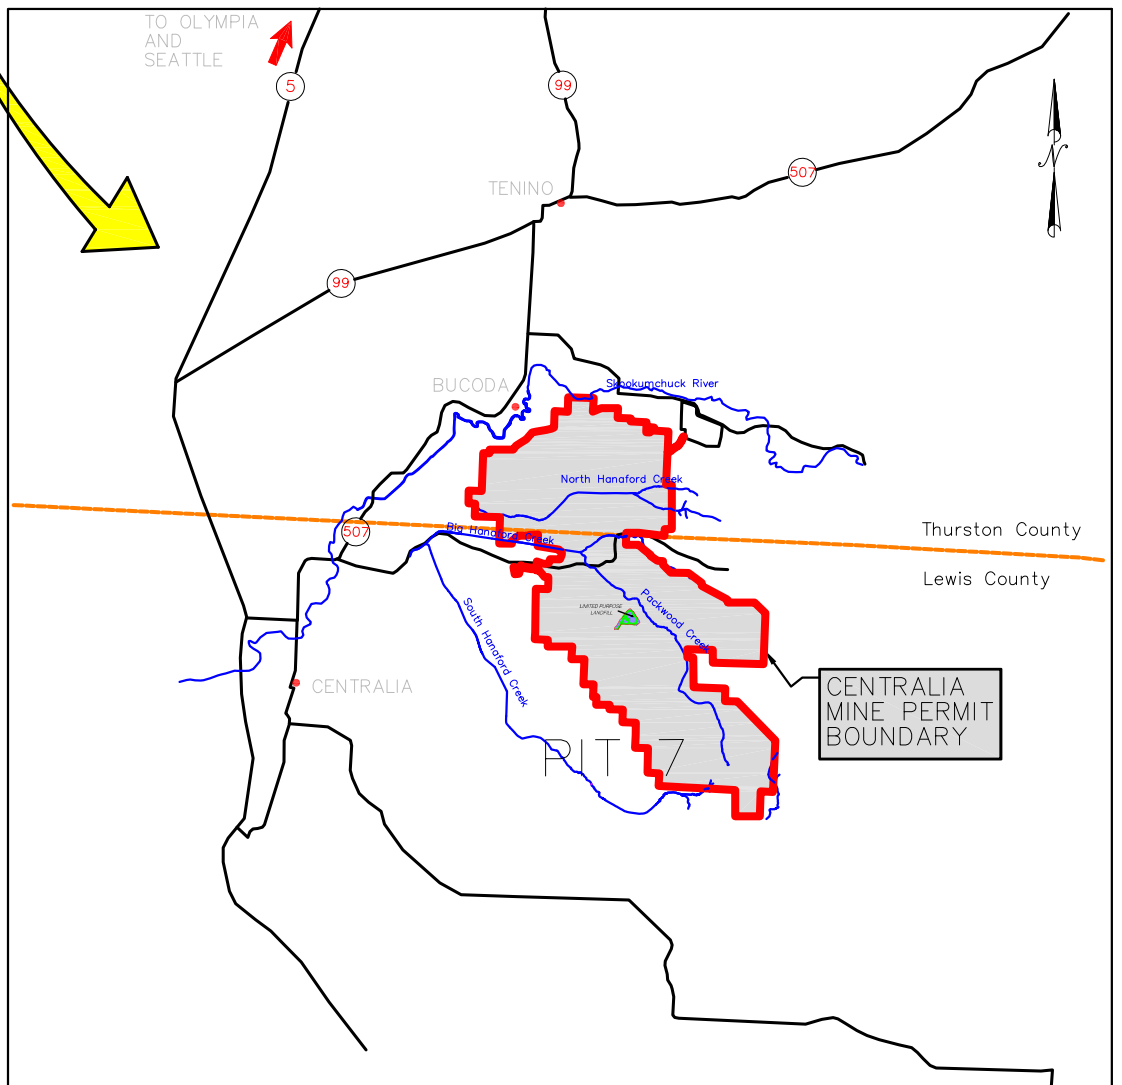 TO OLYMPIA
AND
SEATTLE
5
99
507
N
TENINO
99
BUCODA
Skookumchuck River
North Hanaford Creek
507
Big Hanaford Creek
Thurston County
Lewis County
LIMITED PURPOSE
LANDFILL
Packwood Creek
South Hanaford Creek
CENTRALIA
CENTRALIA
MINE PERMIT
BOUNDARY
PIT 7